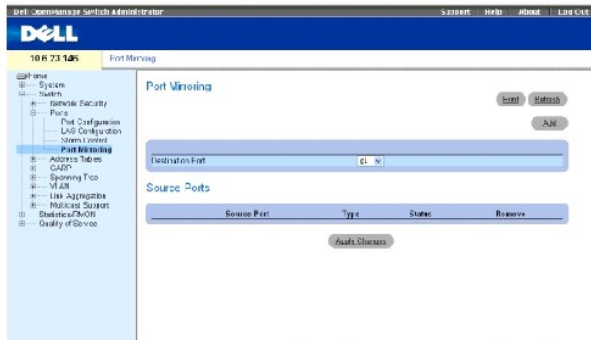 Dell OpenManage Switch Administrator
Support Help About Log Out
DELL
10.6.23.146
Port Mirroring
Home
System
Switch
Network Security
Ports
Port Configuration
LAG Configuration
Storm Control
Port Mirroring
Address Tables
GARP
Spanning Tree
VLAN
Link Aggregation
Multicast Support
Statistics/RMON
Quality of Service
Port Mirroring
Print Refresh
Add
Destination Port g1
Source Ports
Source Port Type Status Remove
Apply Changes